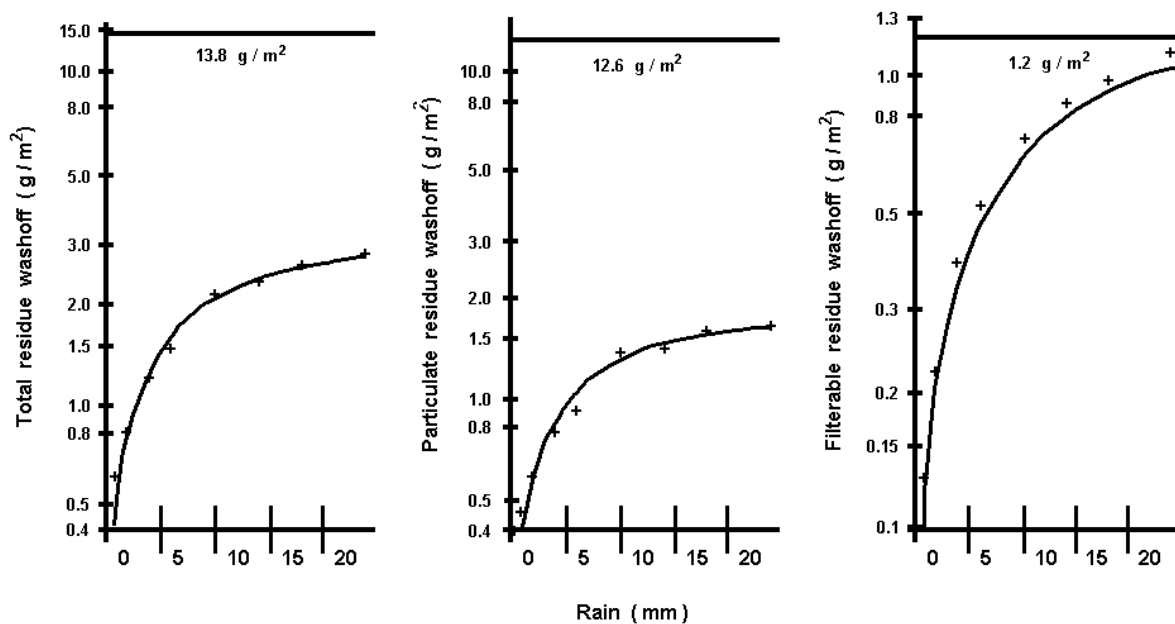 Total residue washoff ( g / m² )
15.0
10.0
8.0
5.0
3.0
2.0
1.5
1.0
0.8
0.5
0.4
13.8 g / m²
0 5 10 15 20
Particulate residue washoff ( g / m² )
10.0
8.0
5.0
3.0
2.0
1.5
1.0
0.8
0.5
0.4
12.6 g / m²
0 5 10 15 20
Filterable residue washoff ( g / m² )
1.3
1.0
0.8
0.5
0.3
0.2
0.15
0.1
1.2 g / m²
0 5 10 15 20
Rain ( mm )